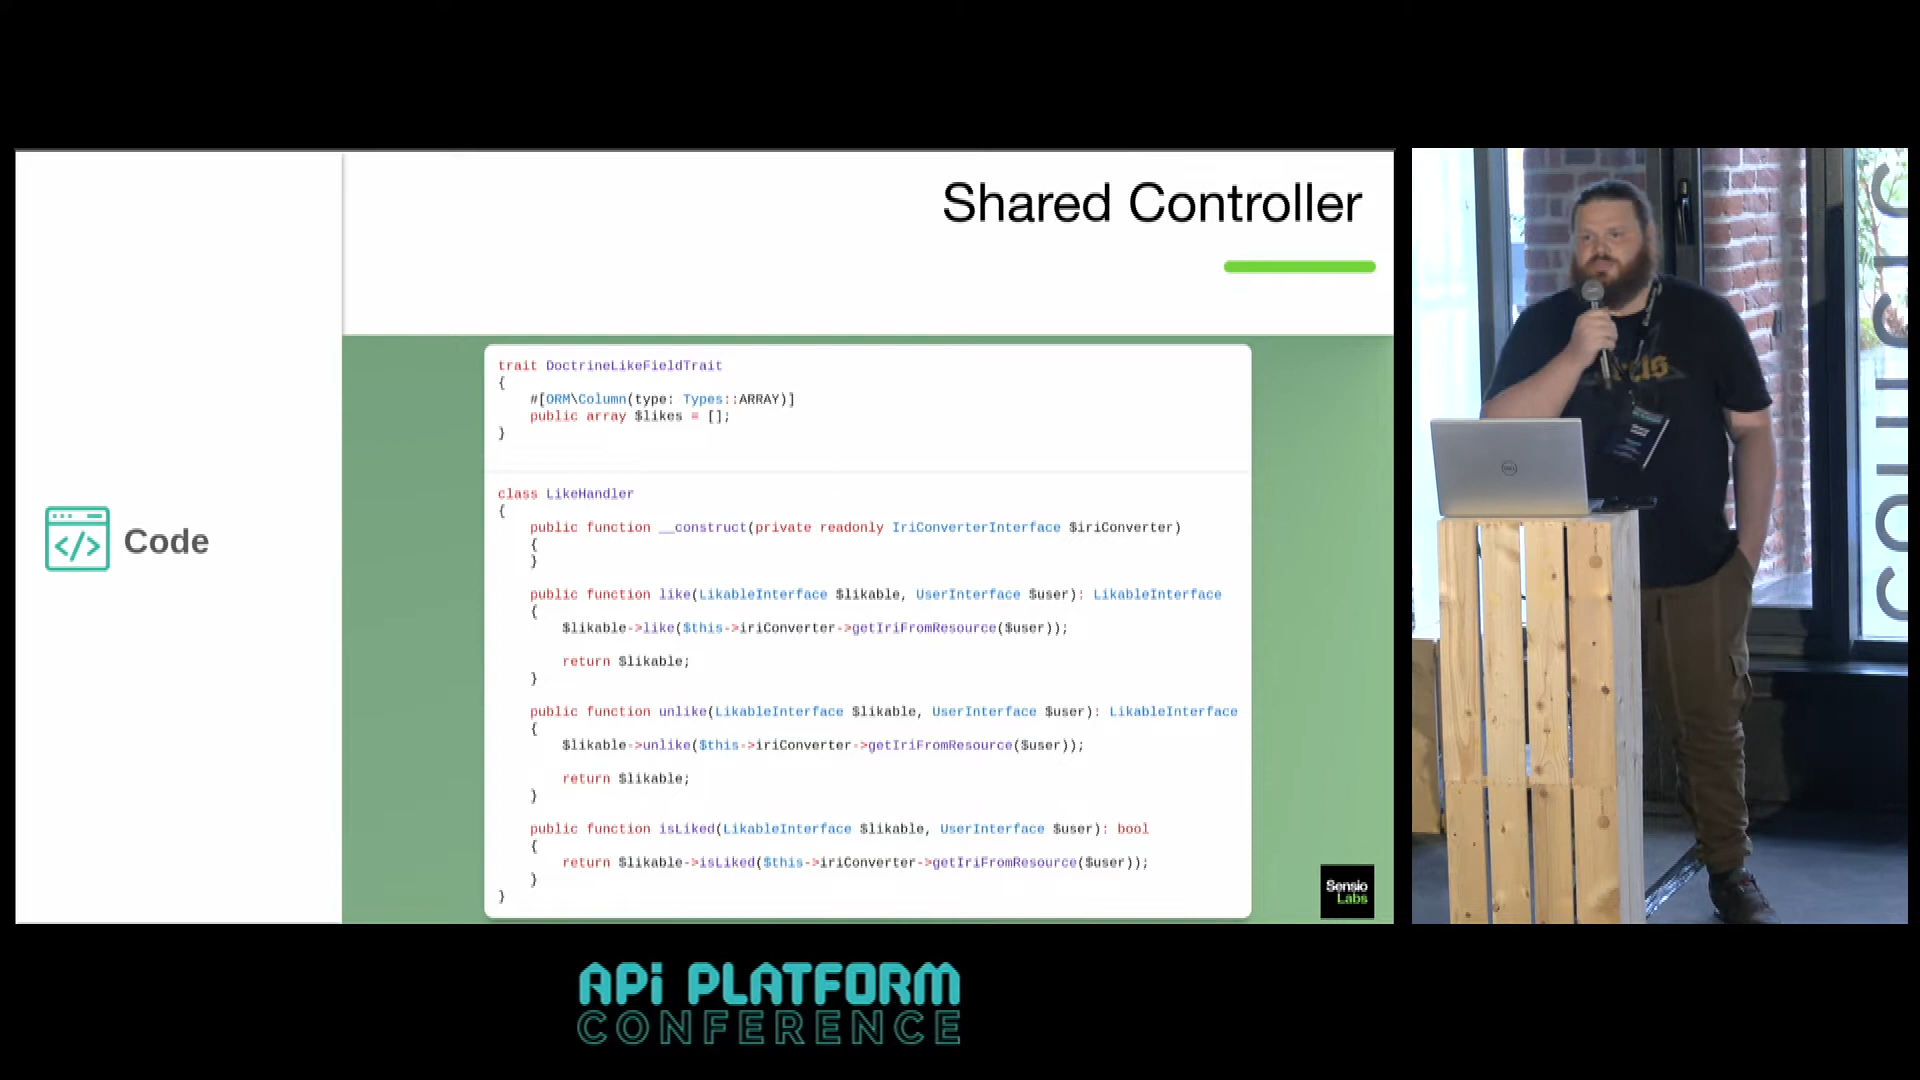 Shared Controller
Code
trait DoctrineLikeFieldTrait
{
    #[ORM\Column(type: Types::ARRAY)]
    public array $likes = [];
}
class LikeHandler
{
    public function __construct(private readonly IriConverterInterface $iriConverter)
    {
    }
    public function like(LikableInterface $likable, UserInterface $user): LikableInterface
    {
        $likable->like($this->iriConverter->getIriFromResource($user));
        return $likable;
    }
    public function unlike(LikableInterface $likable, UserInterface $user): LikableInterface
    {
        $likable->unlike($this->iriConverter->getIriFromResource($user));
        return $likable;
    }
    public function isLiked(LikableInterface $likable, UserInterface $user): bool
    {
        return $likable->isLiked($this->iriConverter->getIriFromResource($user));
    }
}
Sensio
Labs
DELL
APi PLATFORM
CONFERENCE